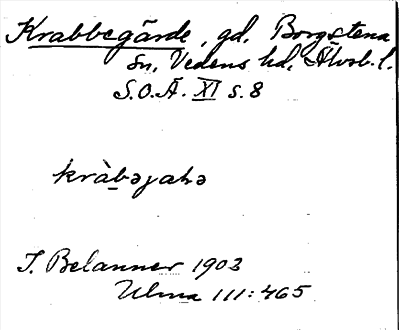 Krabbegärde, gd. Borgstena
sn, Vedens hd, Älvsb. l.
S.O.Ä. XI s. 8
kràbəjaḥə
T. Belanner 1903
Ulma 111:465